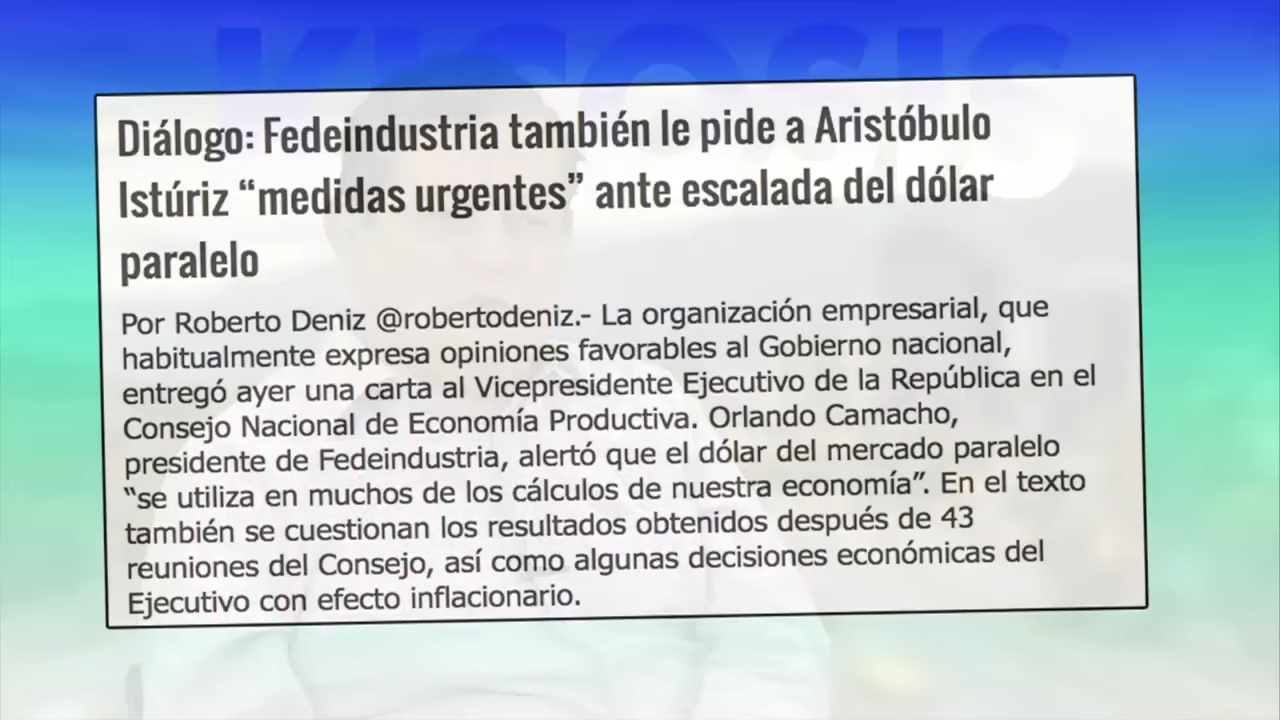 Diálogo: Fedeindustria también le pide a Aristóbulo
Istúriz “medidas urgentes” ante escalada del dólar
paralelo
Por Roberto Deniz @robertodeniz.- La organización empresarial, que
habitualmente expresa opiniones favorables al Gobierno nacional,
entregó ayer una carta al Vicepresidente Ejecutivo de la República en el
Consejo Nacional de Economía Productiva. Orlando Camacho,
presidente de Fedeindustria, alertó que el dólar del mercado paralelo
“se utiliza en muchos de los cálculos de nuestra economía”. En el texto
también se cuestionan los resultados obtenidos después de 43
reuniones del Consejo, así como algunas decisiones económicas del
Ejecutivo con efecto inflacionario.